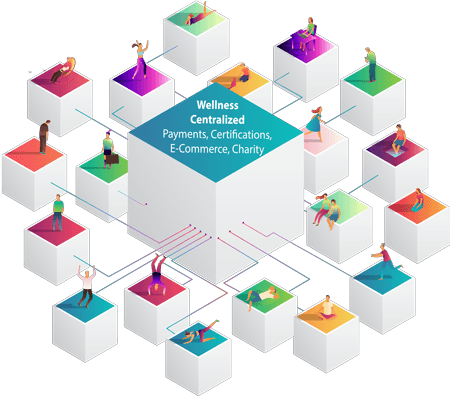 Wellness
Centralized
Payments, Certifications,
E-Commerce, Charity